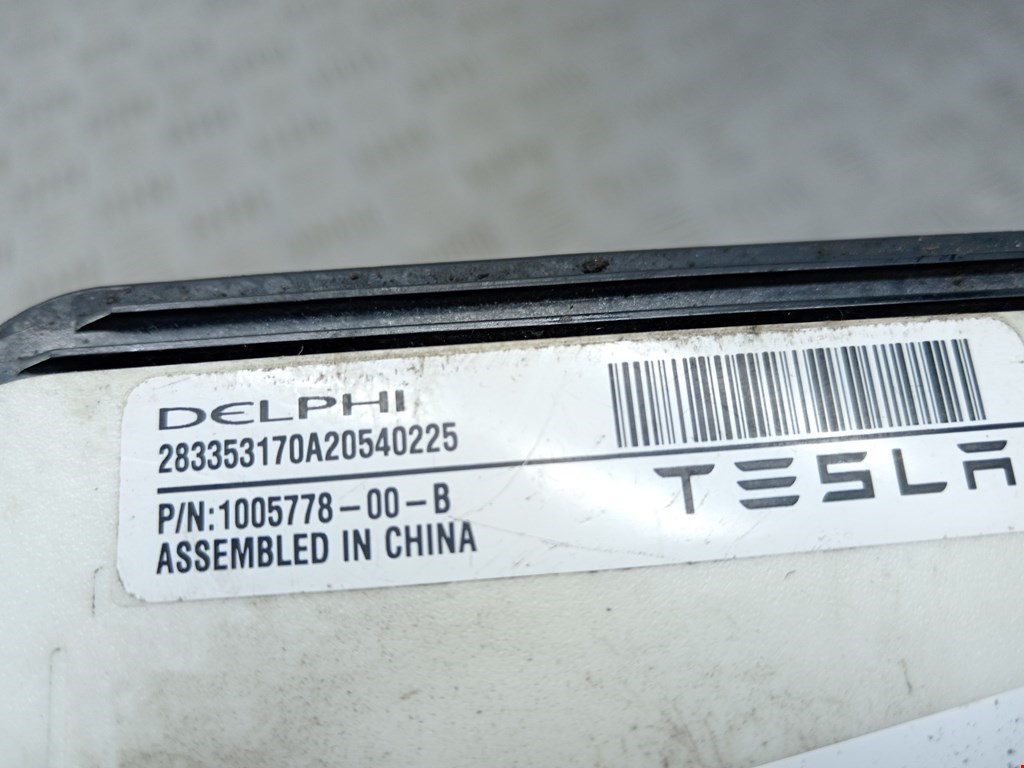 DELPHI
283353170A20540225
TESLA
P/N:1005778-00-B
ASSEMBLED IN CHINA